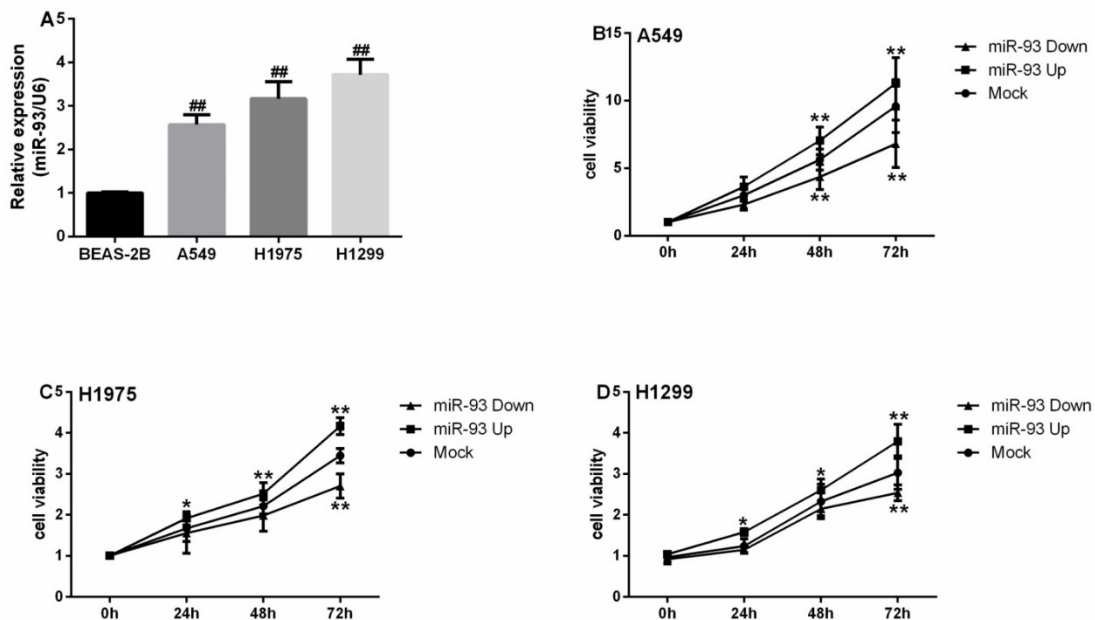 A
Relative expression
(miR-93/U6)
5
4
3
2
1
0
##
##
##
BEAS-2B A549 H1975 H1299
B A549
cell viability
15
10
5
0
**
**
**
**
0h 24h 48h 72h
miR-93 Down
miR-93 Up
Mock
C H1975
cell viability
5
4
3
2
1
0
*
**
**
**
0h 24h 48h 72h
miR-93 Down
miR-93 Up
Mock
D H1299
cell viability
5
4
3
2
1
0
*
*
**
**
0h 24h 48h 72h
miR-93 Down
miR-93 Up
Mock